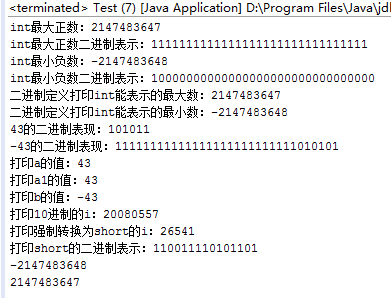 <terminated> Test (7) [Java Application] D:\Program Files\Java\jd
int最大正数：2147483647
int最大正数二进制表示：1111111111111111111111111111111
int最小负数：-2147483648
int最小负数二进制表示：10000000000000000000000000000000
二进制定义打印int能表示的最大数：2147483647
二进制定义打印int能表示的最小数：-2147483648
43的二进制表现：101011
-43的二进制表现：11111111111111111111111111010101
打印a的值：43
打印a1的值：43
打印b的值：-43
打印10进制的i：20080557
打印强制转换为short的i：26541
打印short的二进制表示：110011110101101
-2147483648
2147483647